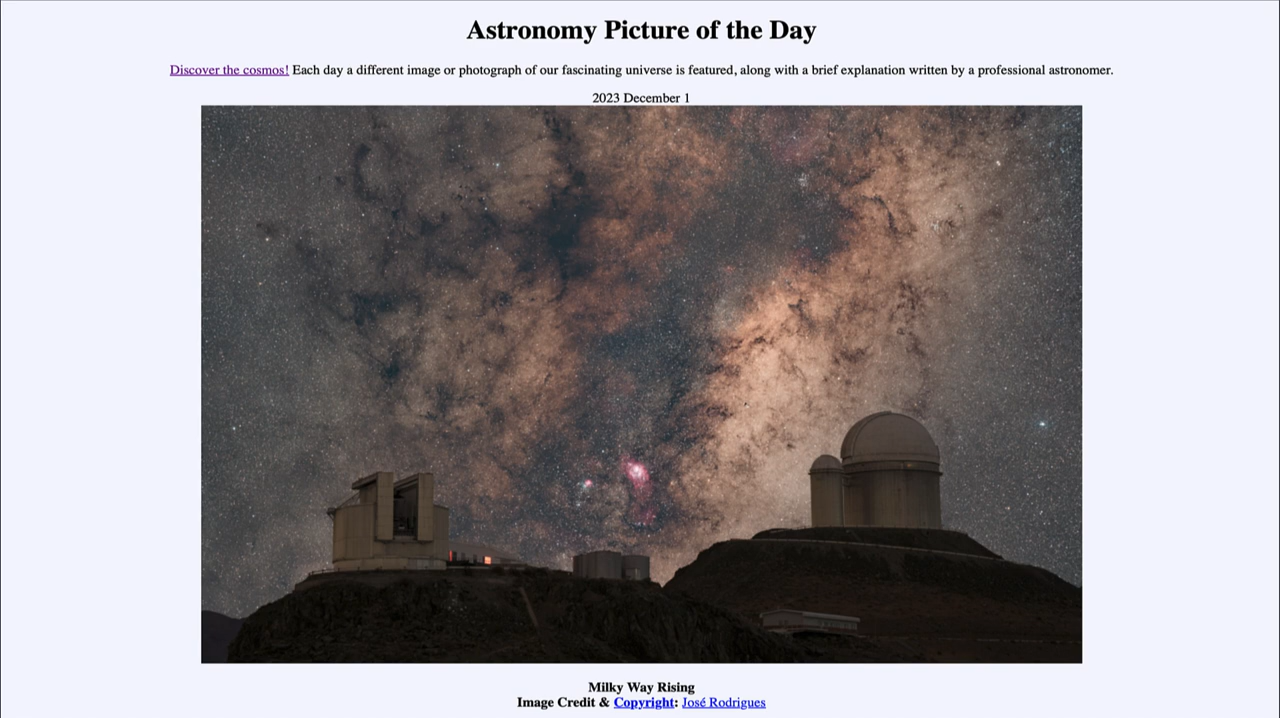 Astronomy Picture of the Day
Discover the cosmos! Each day a different image or photograph of our fascinating universe is featured, along with a brief explanation written by a professional astronomer.
2023 December 1
Milky Way Rising
Image Credit & Copyright: José Rodrigues